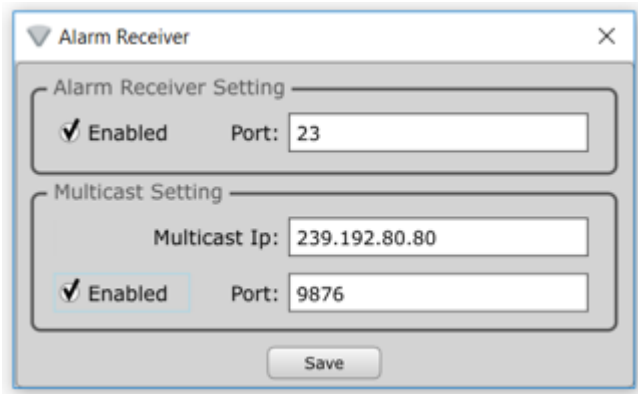 Alarm Receiver
Alarm Receiver Setting
Enabled Port: 23
Multicast Setting
Multicast Ip: 239.192.80.80
Enabled Port: 9876
Save